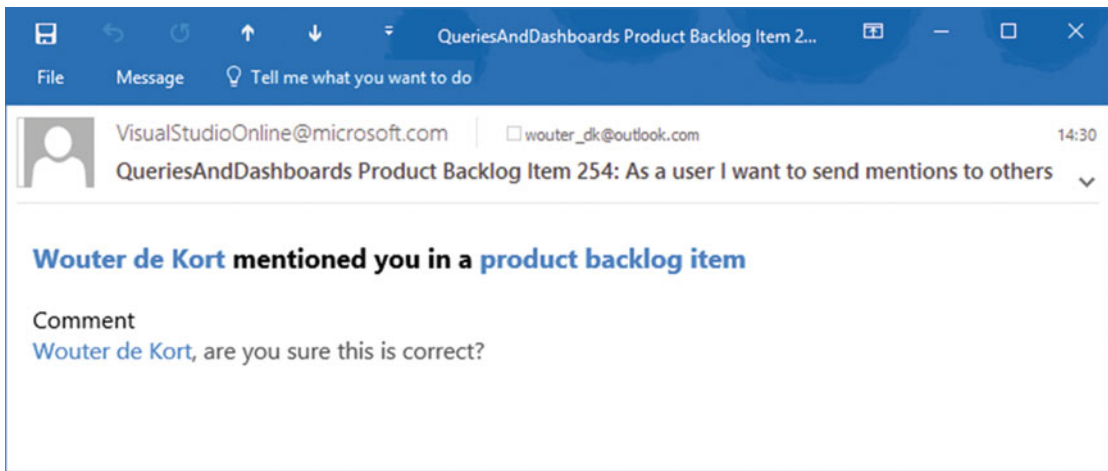 QueriesAndDashboards Product Backlog Item 2...
File Message Tell me what you want to do
VisualStudioOnline@microsoft.com wouter_dk@outlook.com 14:30
QueriesAndDashboards Product Backlog Item 254: As a user I want to send mentions to others
Wouter de Kort mentioned you in a product backlog item
Comment
Wouter de Kort, are you sure this is correct?